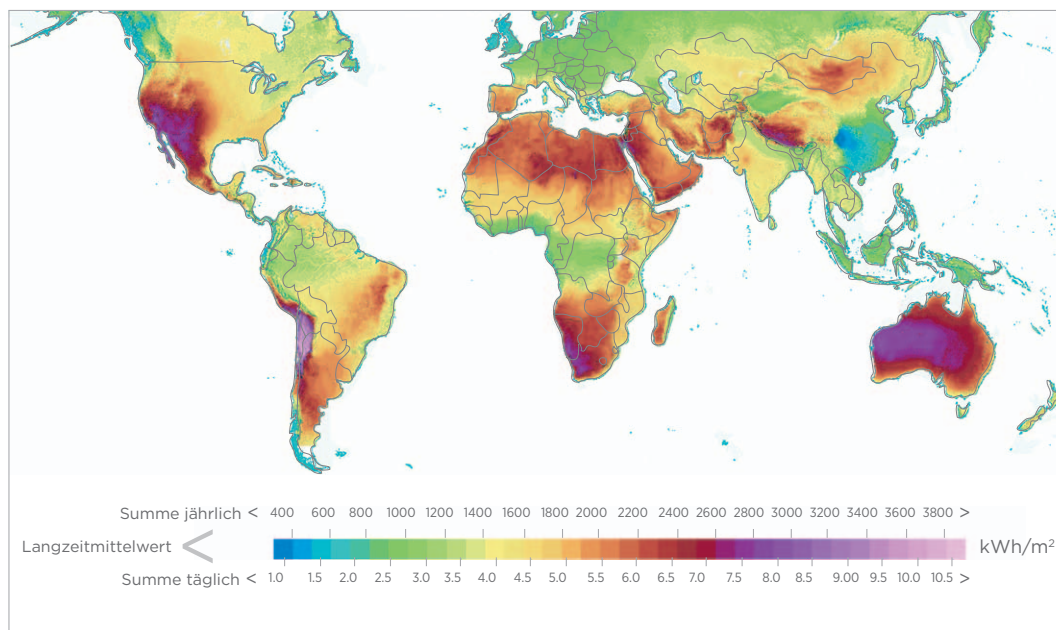 Summe jährlich < 400 600 800 1000 1200 1400 1600 1800 2000 2200 2400 2600 2800 3000 3200 3400 3600 3800 >
Langzeitmittelwert < kWh/m²
Summe täglich < 1.0 1.5 2.0 2.5 3.0 3.5 4.0 4.5 5.0 5.5 6.0 6.5 7.0 7.5 8.0 8.5 9.00 9.5 10.0 10.5 >